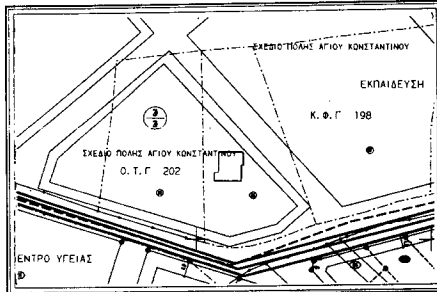 ΣΧΕΔΙΟ ΠΟΛΗΣ ΑΓΙΟΥ ΚΩΝΣΤΑΝΤΙΝΟΥ
ΕΚΠΑΙΔΕΥΣΗ
Κ. Φ. Γ 198
ΣΧΕΔΙΟ ΠΟΛΗΣ ΑΓΙΟΥ ΚΩΝΣΤΑΝΤΙΝΟΥ
Ο. Τ. Γ 202
ΕΝΤΡΟ ΥΓΕΙΑΣ